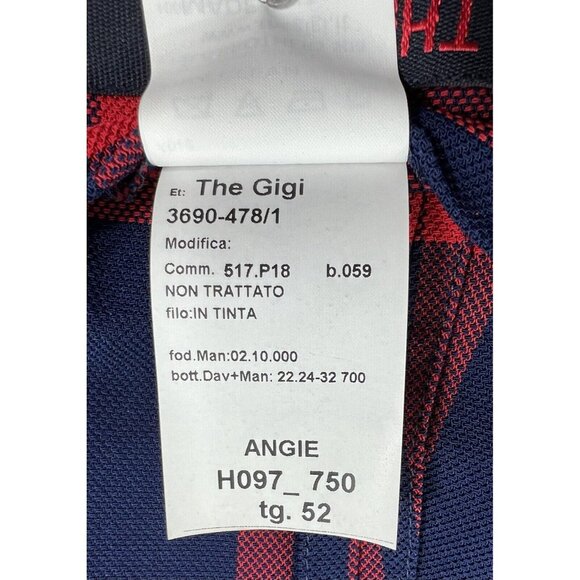 TH
Et: The Gigi
3690-478/1
Modifica:
Comm. 517.P18 b.059
NON TRATTATO
filo:IN TINTA
fod.Man:02.10.000
bott.Dav+Man: 22.24-32 700
ANGIE
H097_ 750
tg. 52